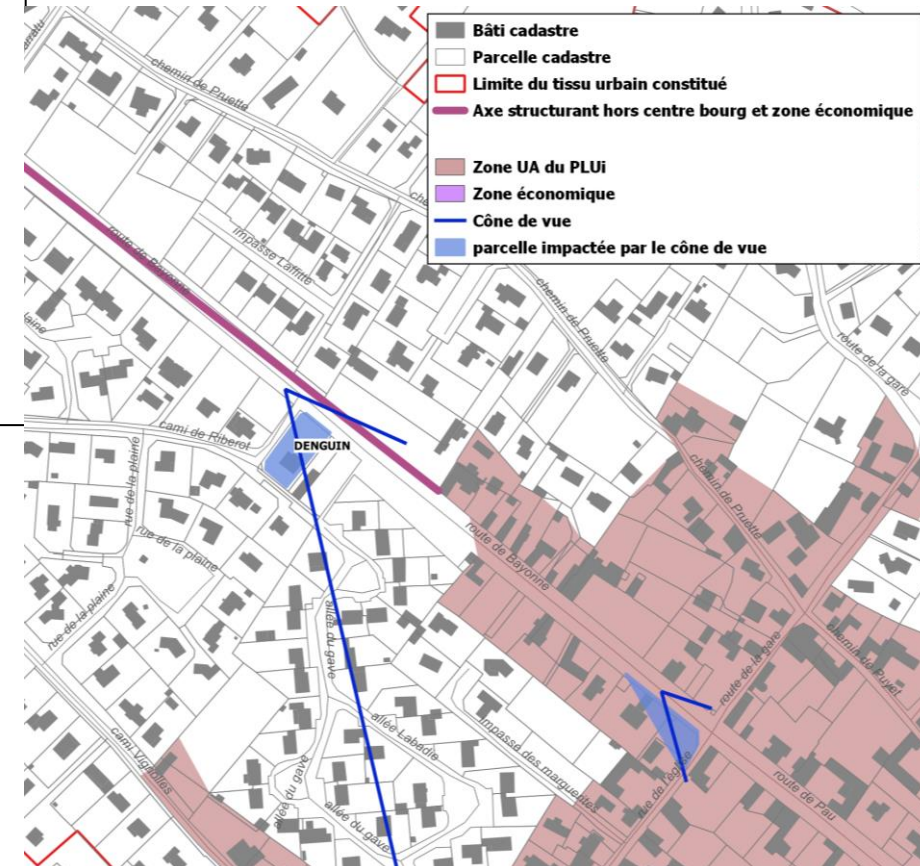 Bâti cadastre
Parcelle cadastre
Limite du tissu urbain constitué
Axe structurant hors centre bourg et zone économique
Zone UA du PLUi
Zone économique
Cône de vue
parcelle impactée par le cône de vue
chemin de Pruette
route de Bayonne
impasse Laffitte
chemin de Pruette
route de la gare
cami de Riberot
DENGUIN
rue de la plaine
rue de la plaine
rue de la plaine
chemin de Pruette
route de Bayonne
allée du gave
route de la gare
chemin de Puyet
allée Labadie
impasse des marguerites
cami Vignolles
allée du gave
allée du gave
rue de l'église
route de Pau